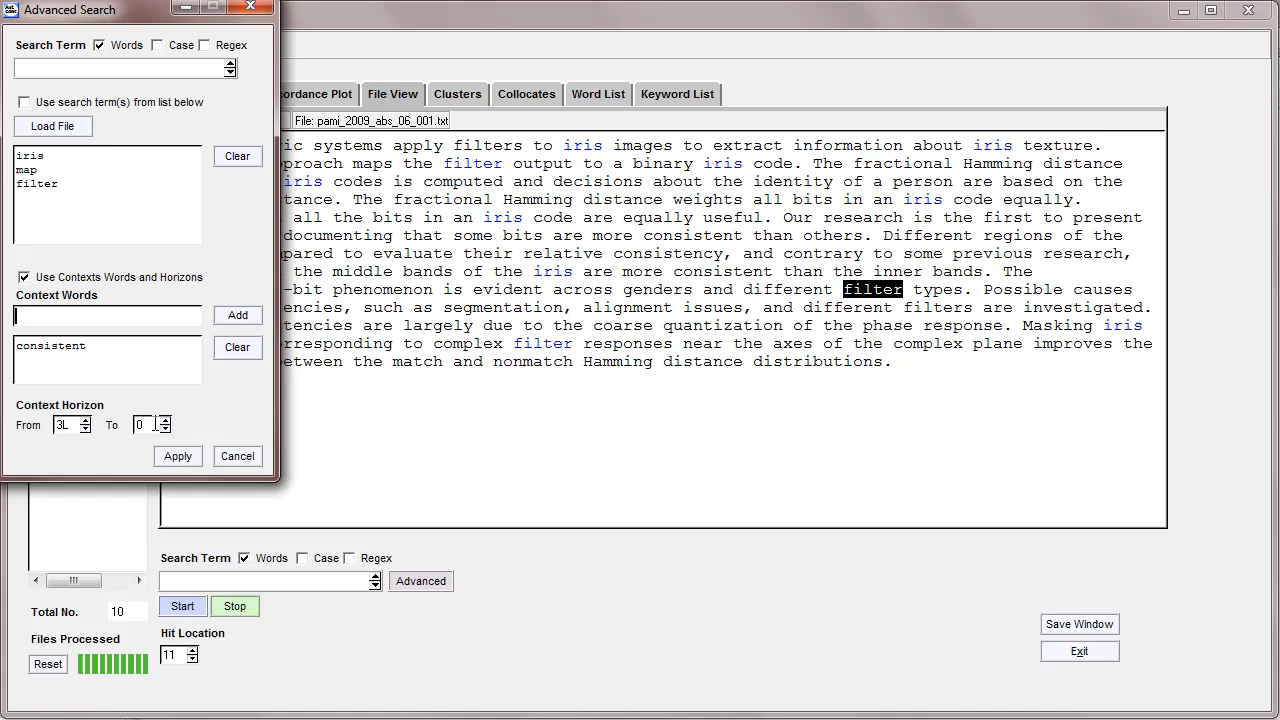 Advanced Search
Search Term Words Case Regex
Use search term(s) from list below
Load File
iris
map
filter
Clear
Use Contexts Words and Horizons
Context Words
Add
consistent
Clear
Context Horizon
From 3L To 0
Apply Cancel
Plot File View Clusters Collocates Word List Keyword List
File: pami_2009_abs_06_001.txt
systems apply filters to iris images to extract information about iris texture.
maps the filter output to a binary iris code. The fractional Hamming distance
iris codes is computed and decisions about the identity of a person are based on the
The fractional Hamming distance weights all bits in an iris code equally.
all the bits in an iris code are equally useful. Our research is the first to present
documenting that some bits are more consistent than others. Different regions of the
to evaluate their relative consistency, and contrary to some previous research,
the middle bands of the iris are more consistent than the inner bands. The
-bit phenomenon is evident across genders and different filter types. Possible causes
such as segmentation, alignment issues, and different filters are investigated.
are largely due to the coarse quantization of the phase response. Masking iris
to complex filter responses near the axes of the complex plane improves the
between the match and nonmatch Hamming distance distributions.
Search Term Words Case Regex
Advanced
Total No. 10
Start Stop
Files Processed
Hit Location
Reset
11
Save Window
Exit